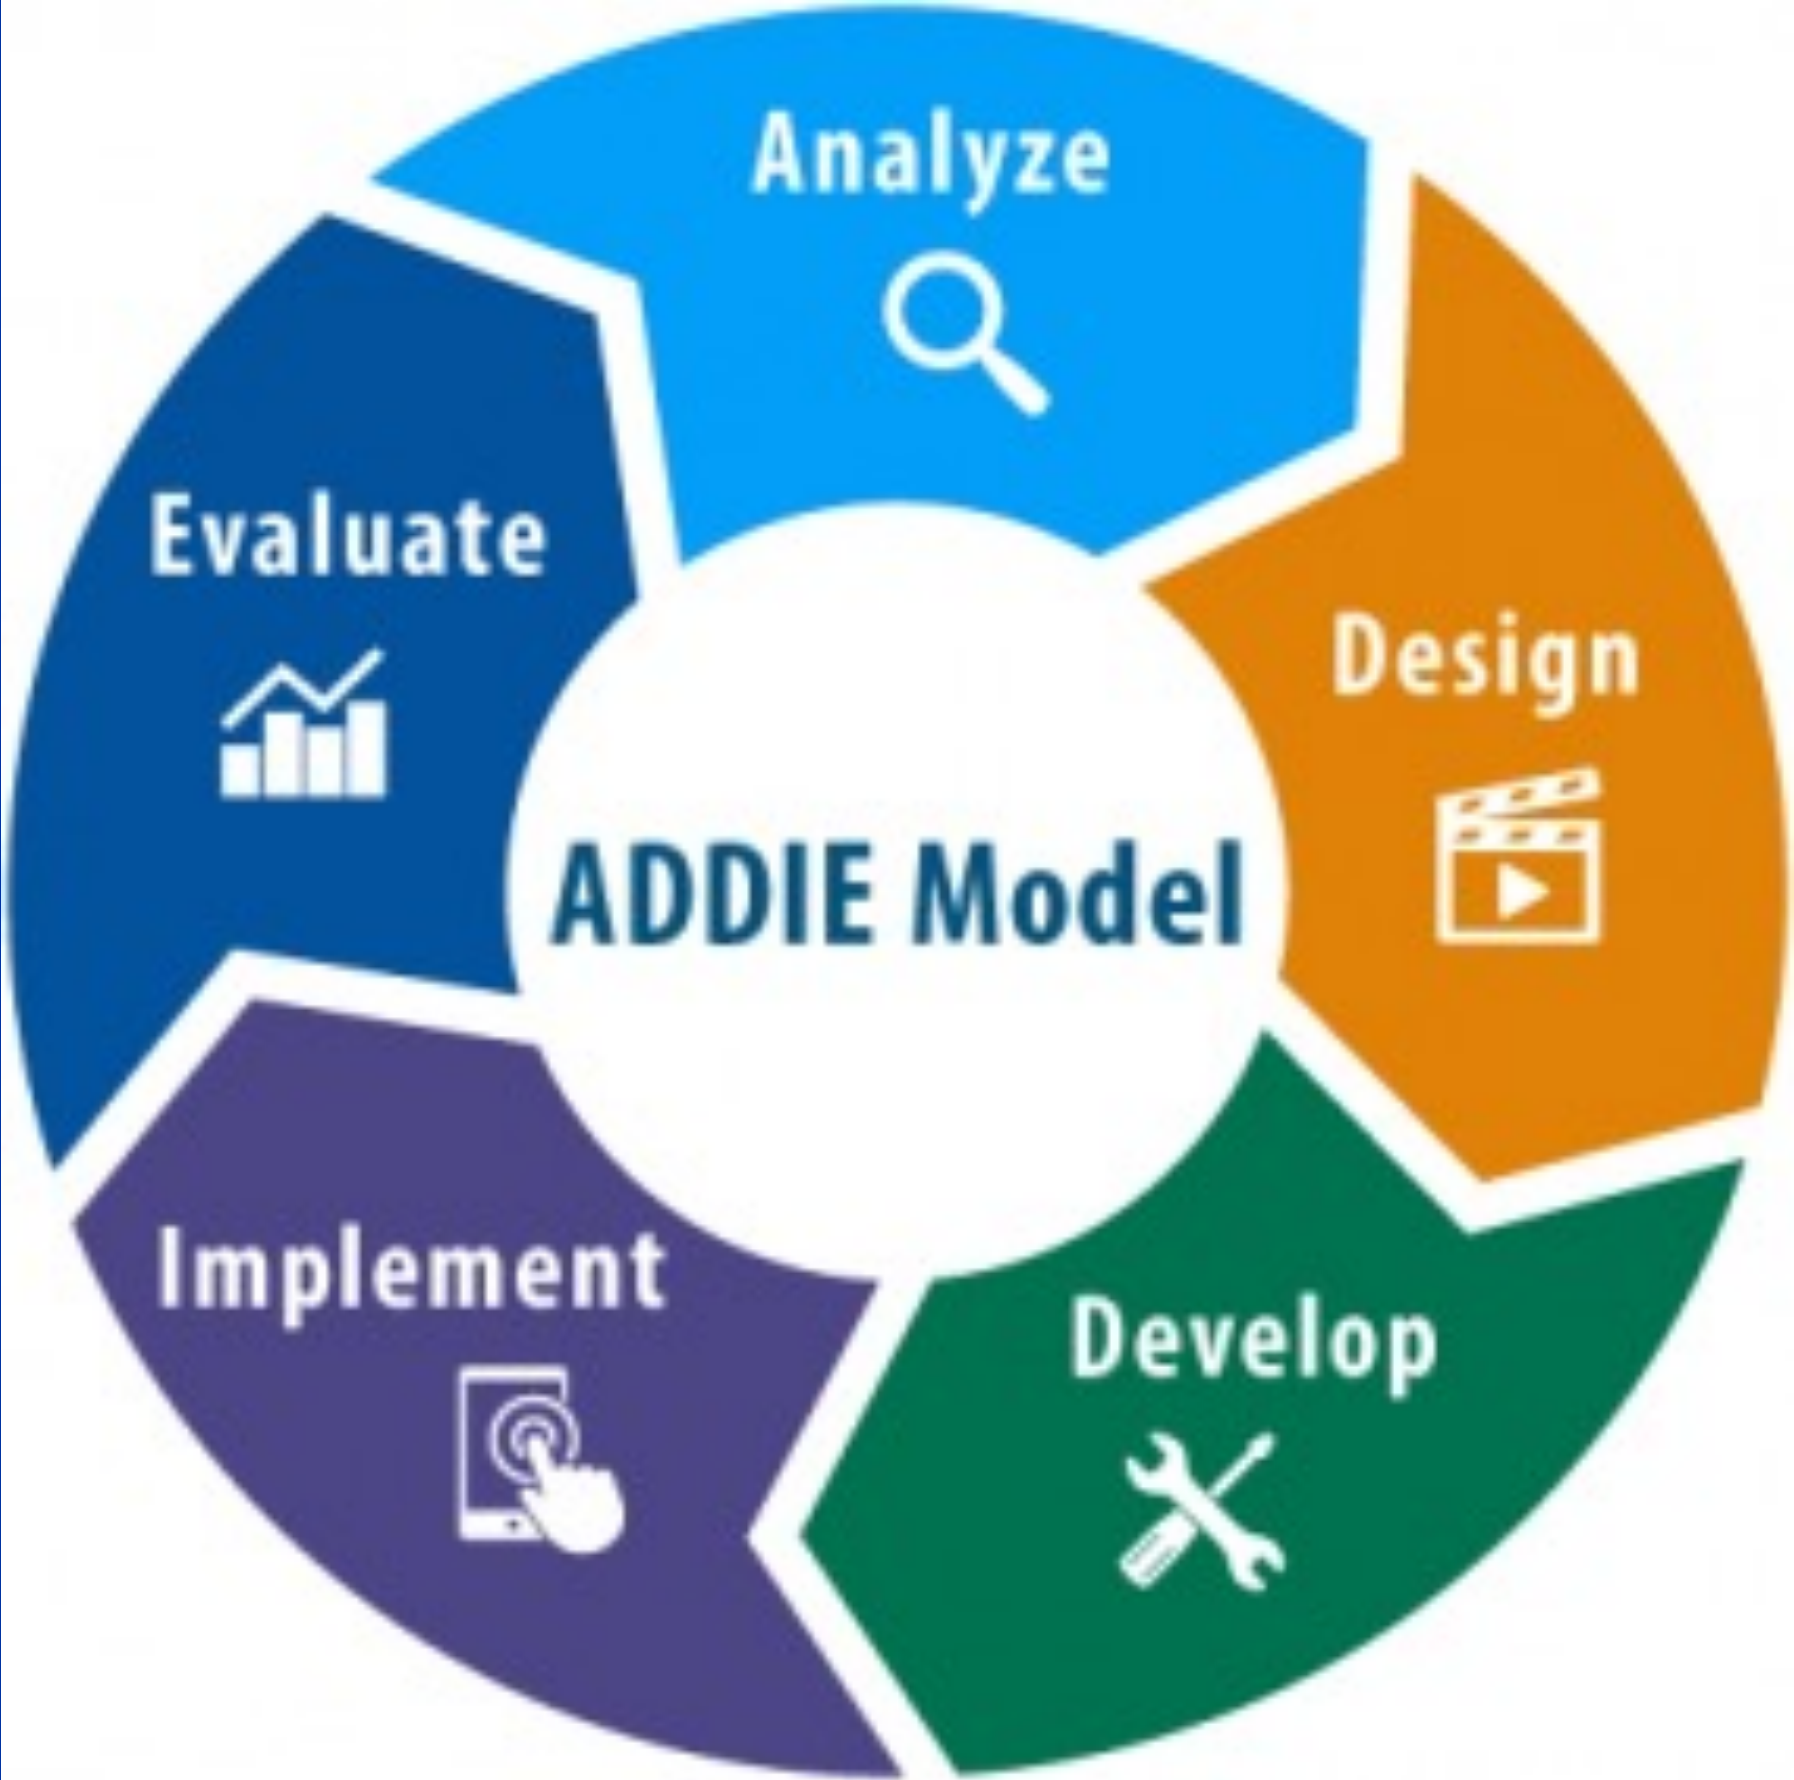 Analyze
Design
Develop
Implement
Evaluate
ADDIE Model